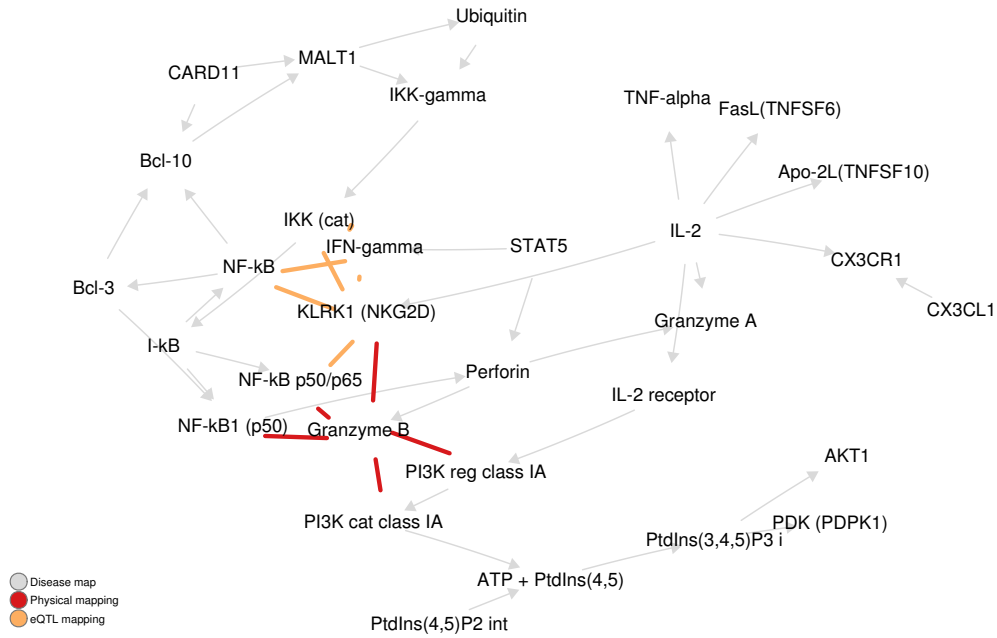 Ubiquitin
MALT1
CARD11
IKK-gamma
TNF-alpha
FasL(TNFSF6)
Bcl-10
Apo-2L(TNFSF10)
IKK (cat)
IL-2
IFN-gamma
STAT5
CX3CR1
NF-kB
Bcl-3
KLRK1 (NKG2D)
CX3CL1
Granzyme A
I-kB
NF-kB p50/p65
Perforin
IL-2 receptor
NF-kB1 (p50)
Granzyme B
AKT1
PI3K reg class IA
PI3K cat class IA
PDK (PDPK1)
PtdIns(3,4,5)P3 i
ATP + PtdIns(4,5)
PtdIns(4,5)P2 int
Disease map
Physical mapping
eQTL mapping